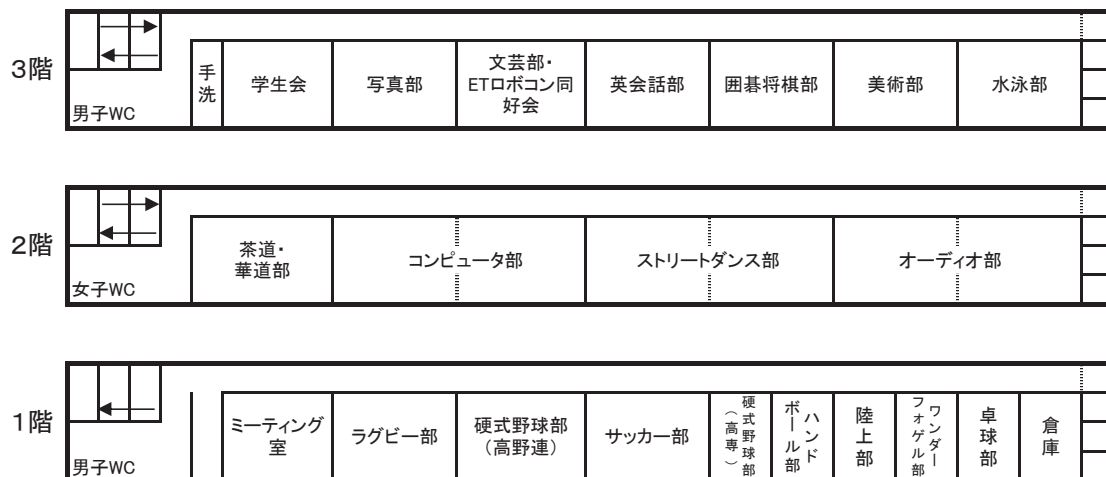 3階
男子WC
手洗
学生会
写真部
文芸部・
ETロボコン同
好会
英会話部
囲碁将棋部
美術部
水泳部
2階
女子WC
茶道・
華道部
コンピュータ部
ストリートダンス部
オーディオ部
1階
男子WC
ミーティング
室
ラグビー部
硬式野球部
(高野連)
サッカー部
硬式野球部
(高専)
ハンド
ボール部
陸上部
ワンダー
フォゲル部
卓球部
倉庫